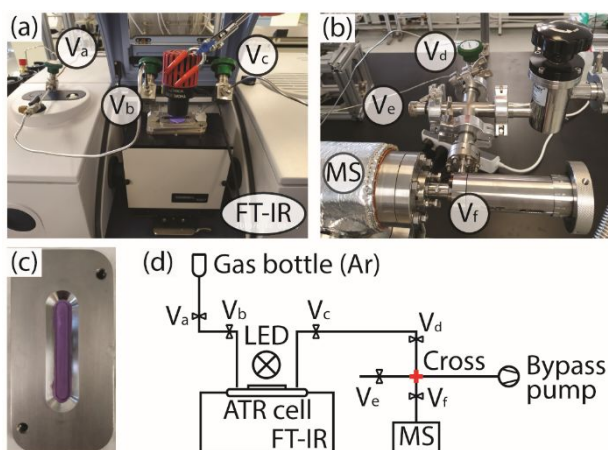 (a)
Va
Vb
Vc
FT-IR
(b)
Vd
Ve
MS
Vf
(c)
(d)
Gas bottle (Ar)
Va
Vb
LED
Vc
Vd
Cross
Bypass
pump
Ve
Vf
ATR cell
FT-IR
MS